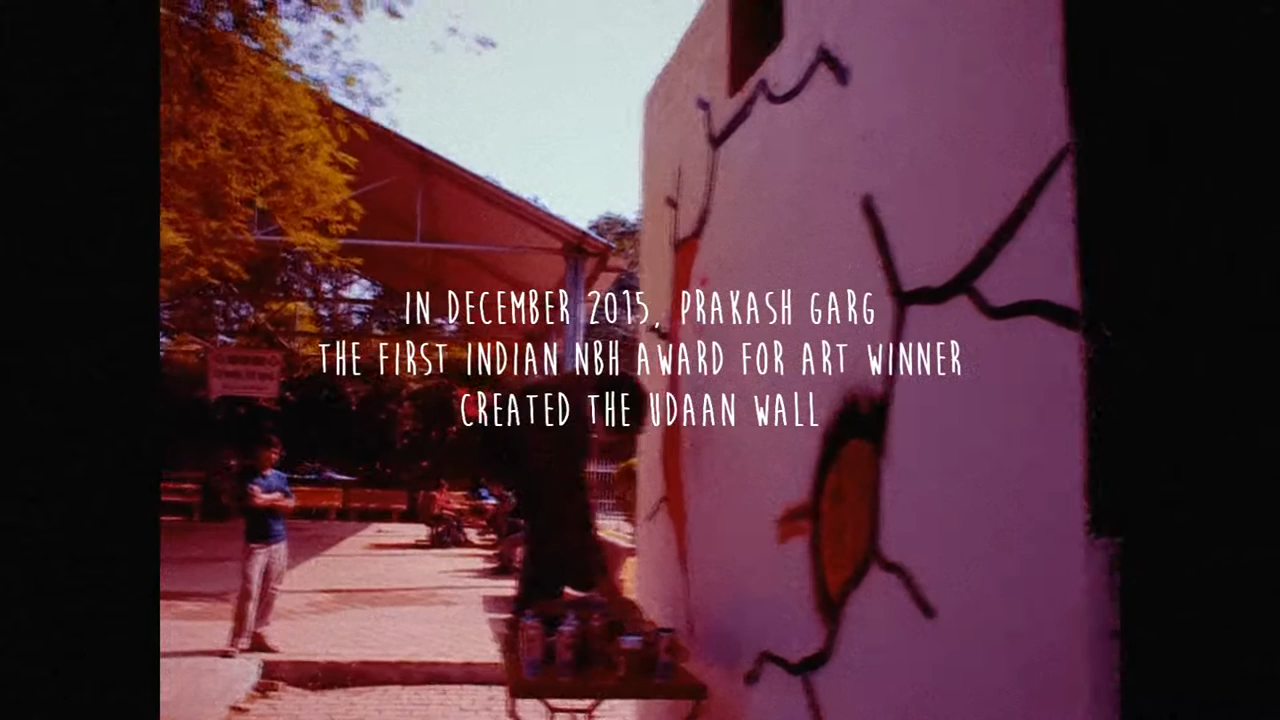 IN DECEMBER 2015, PRAKASH GARG
THE FIRST INDIAN NBH AWARD FOR ART WINNER
CREATED THE UDAAN WALL